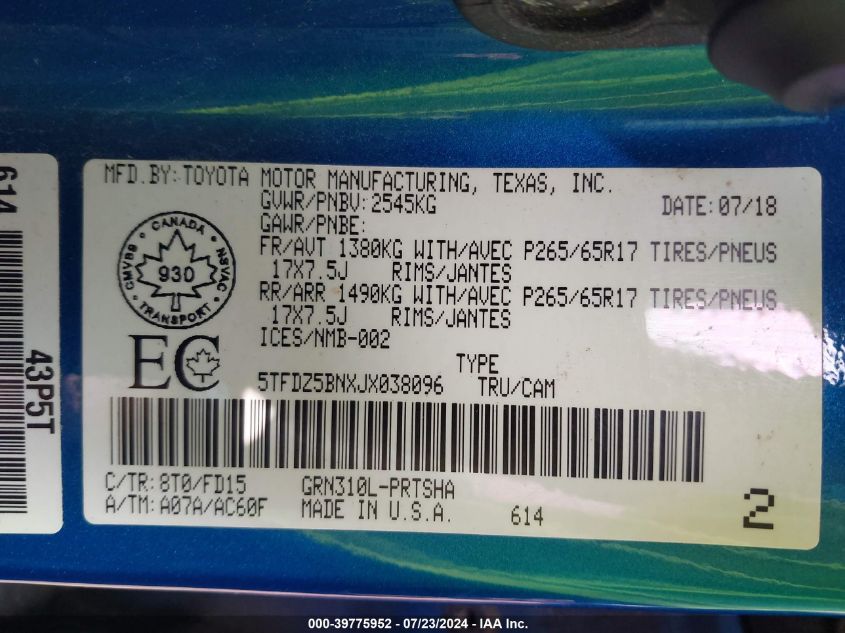 MFD.BY:TOYOTA MOTOR MANUFACTURING, TEXAS, INC.
GVWR/PNBV:2545KG DATE:07/18
GAWR/PNBE:
FR/AVT 1380KG WITH/AVEC P265/65R17 TIRES/PNEUS
17X7.5J RIMS/JANTES
RR/ARR 1490KG WITH/AVEC P265/65R17 TIRES/PNEUS
17X7.5J RIMS/JANTES
ICES/NMB-002
CANADA
CMVSS NSVAC
930
TRANSPORT
EC
TYPE
5TFDZ5BNXJX038096 TRU/CAM
C/TR:8T0/FD15 GRN310L-PRTSHA
A/TM:A07A/AC60F MADE IN U.S.A. 614
2
614
43P5T
000-39775952 - 07/23/2024 - IAA Inc.